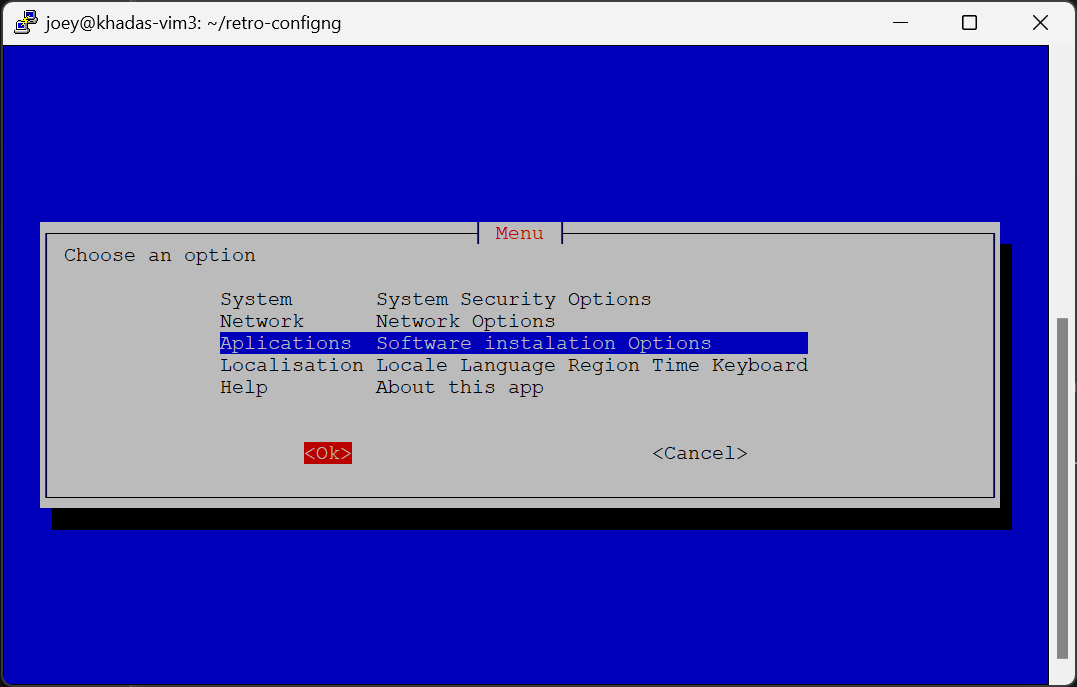 joey@khadas-vim3: ~/retro-configng
Menu
Choose an option
System System Security Options
Network Network Options
Aplications Software instalation Options
Localisation Locale Language Region Time Keyboard
Help About this app
<Ok> <Cancel>